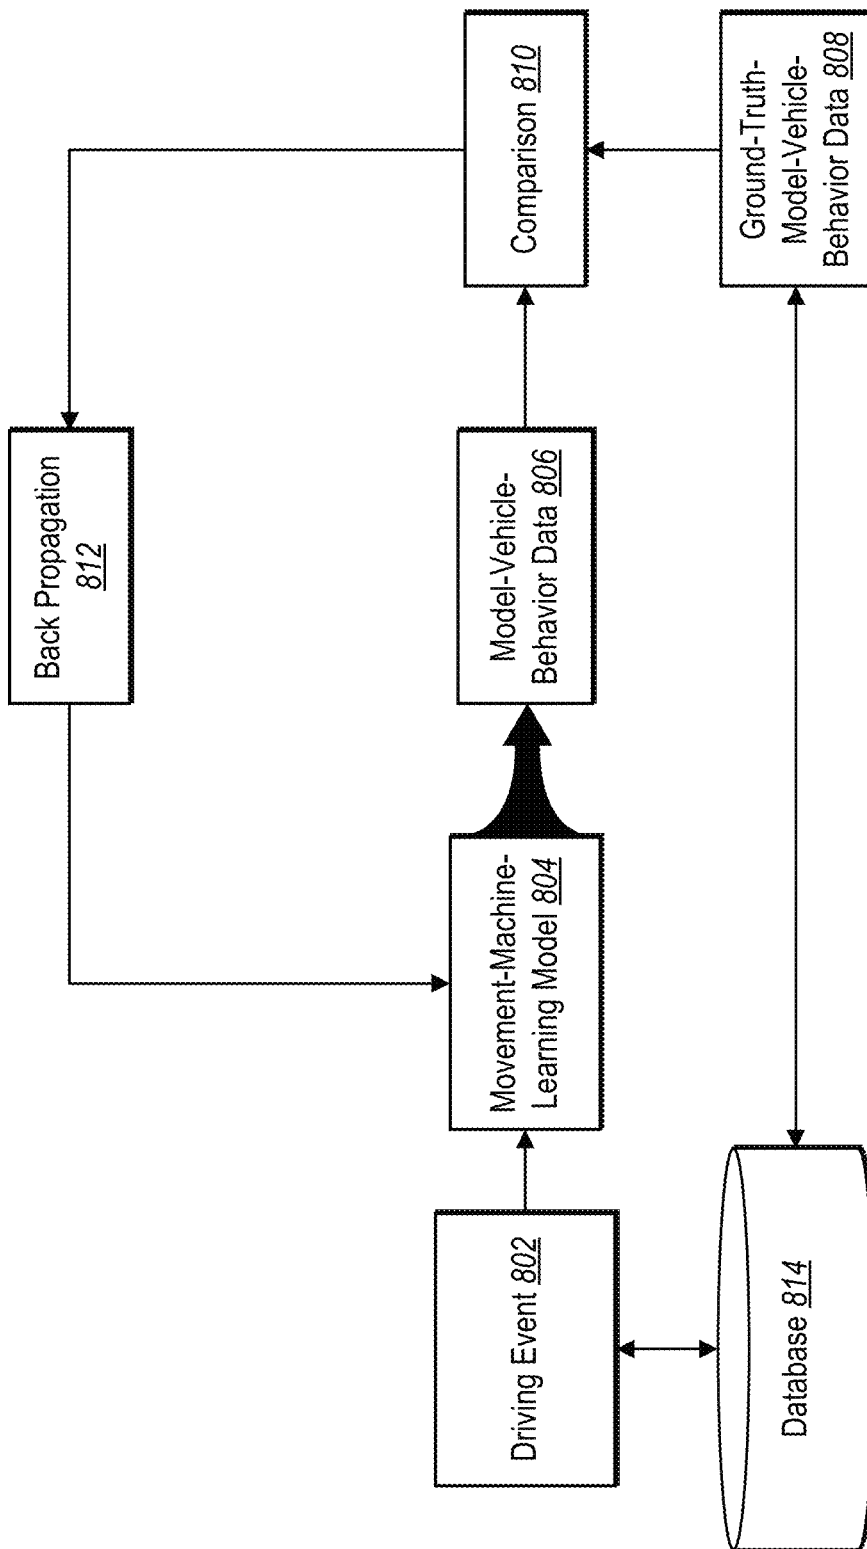 Back Propagation
812
Driving Event 802
Movement-Machine-
Learning Model 804
Model-Vehicle-
Behavior Data 806
Comparison 810
Database 814
Ground-Truth-
Model-Vehicle-
Behavior Data 808